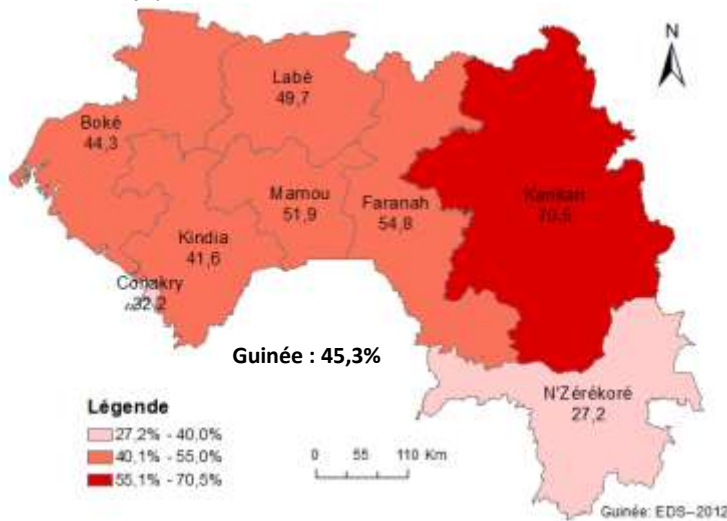 N
Labé
49,7
Boké
44,3
Mamou
51,9
Faranah
54,8
Kankan
70,5
Kindia
41,6
Conakry
32,2
Guinée : 45,3%
N'Zérékoré
27,2
Légende
27,2% - 40,0%
40,1% - 55,0%
55,1% - 70,5%
0 55 110 Km
Guinée: EDS-2012